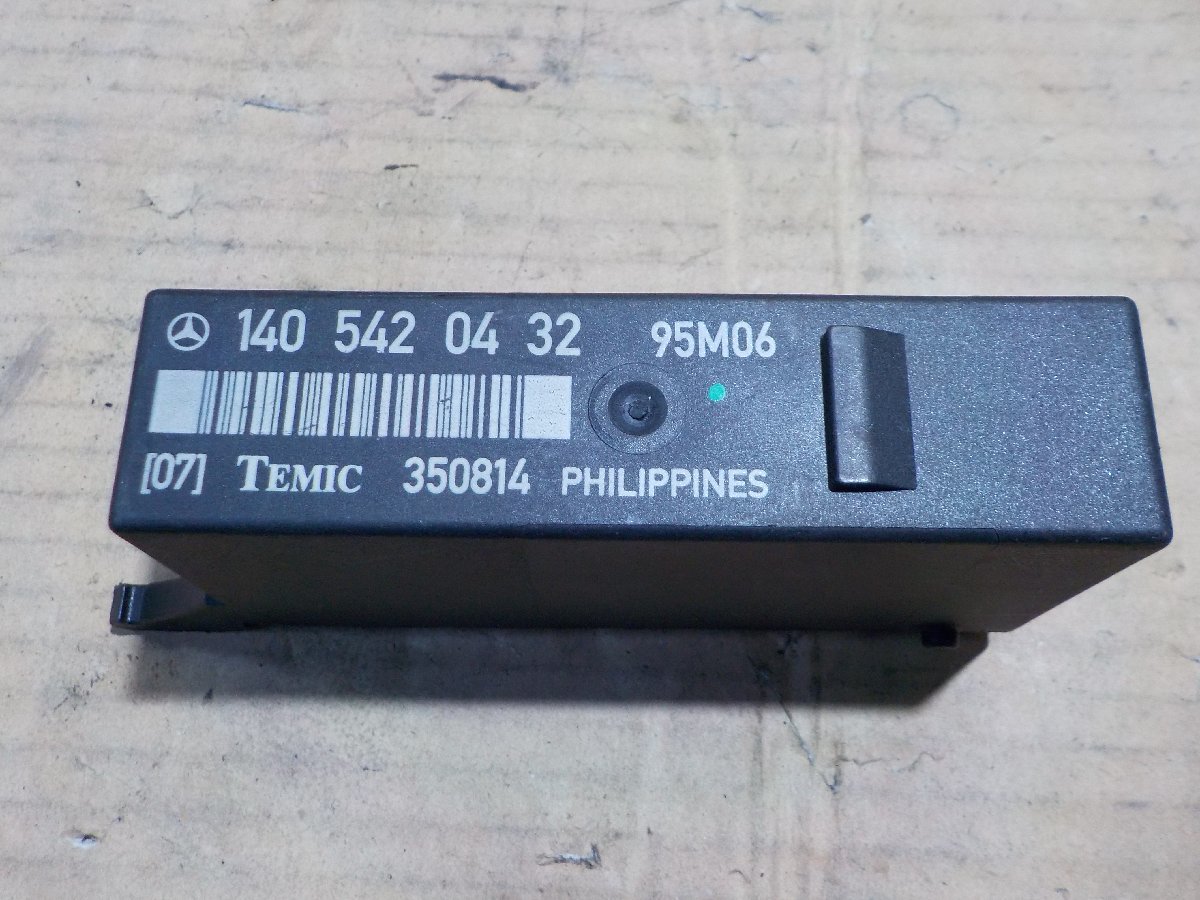 140 542 04 32 95M06
[07] TEMIC 350814 PHILIPPINES